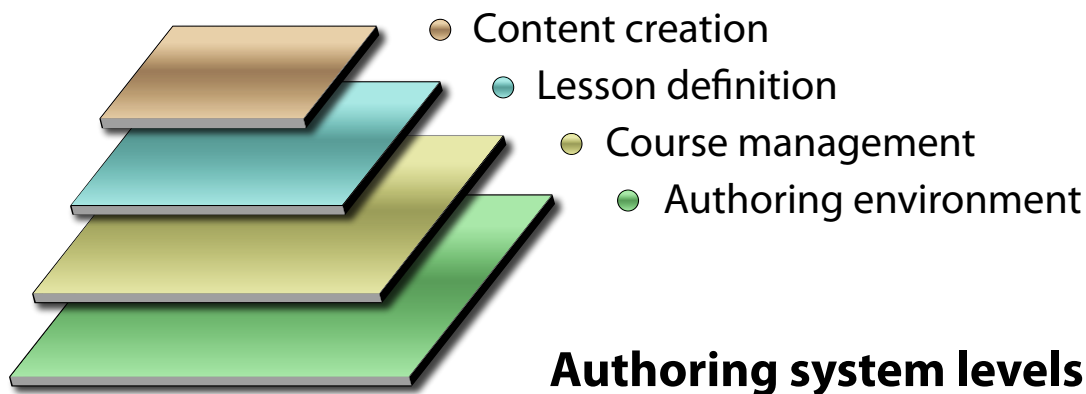 Content creation
Lesson definition
Course management
Authoring environment
Authoring system levels